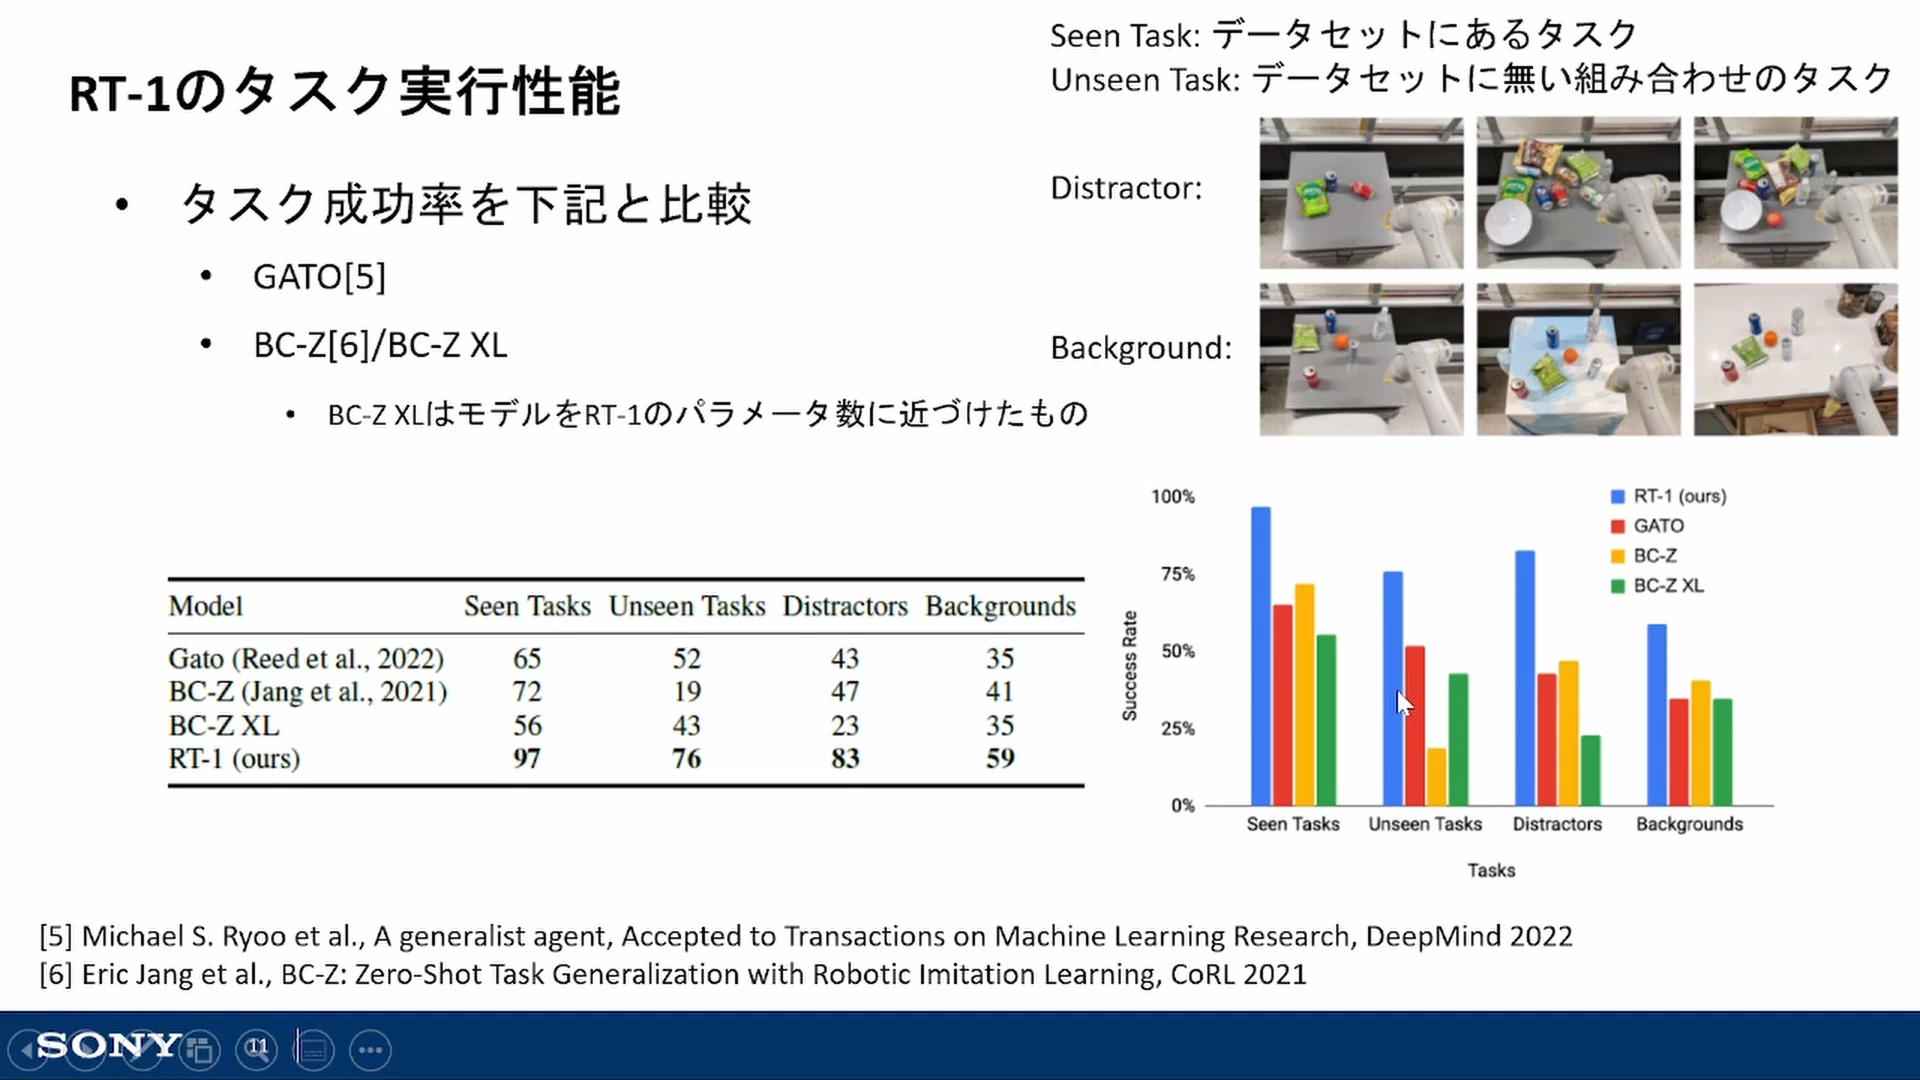 RT-1のタスク実行性能
Seen Task: データセットにあるタスク
Unseen Task: データセットに無い組み合わせのタスク
Distractor:
Background:
• タスク成功率を下記と比較
• GATO[5]
• BC-Z[6]/BC-Z XL
• BC-Z XLはモデルをRT-1のパラメータ数に近づけたもの
Model Seen Tasks Unseen Tasks Distractors Backgrounds
Gato (Reed et al., 2022) 65 52 43 35
BC-Z (Jang et al., 2021) 72 19 47 41
BC-Z XL 56 43 23 35
RT-1 (ours) 97 76 83 59
RT-1 (ours)
GATO
BC-Z
BC-Z XL
100%
75%
50%
25%
0%
Success Rate
Seen Tasks Unseen Tasks Distractors Backgrounds
Tasks
[5] Michael S. Ryoo et al., A generalist agent, Accepted to Transactions on Machine Learning Research, DeepMind 2022
[6] Eric Jang et al., BC-Z: Zero-Shot Task Generalization with Robotic Imitation Learning, CoRL 2021
SONY
11